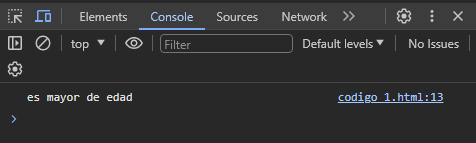 Elements Console Sources Network
top Filter Default levels No Issues
es mayor de edad codigo 1.html:13